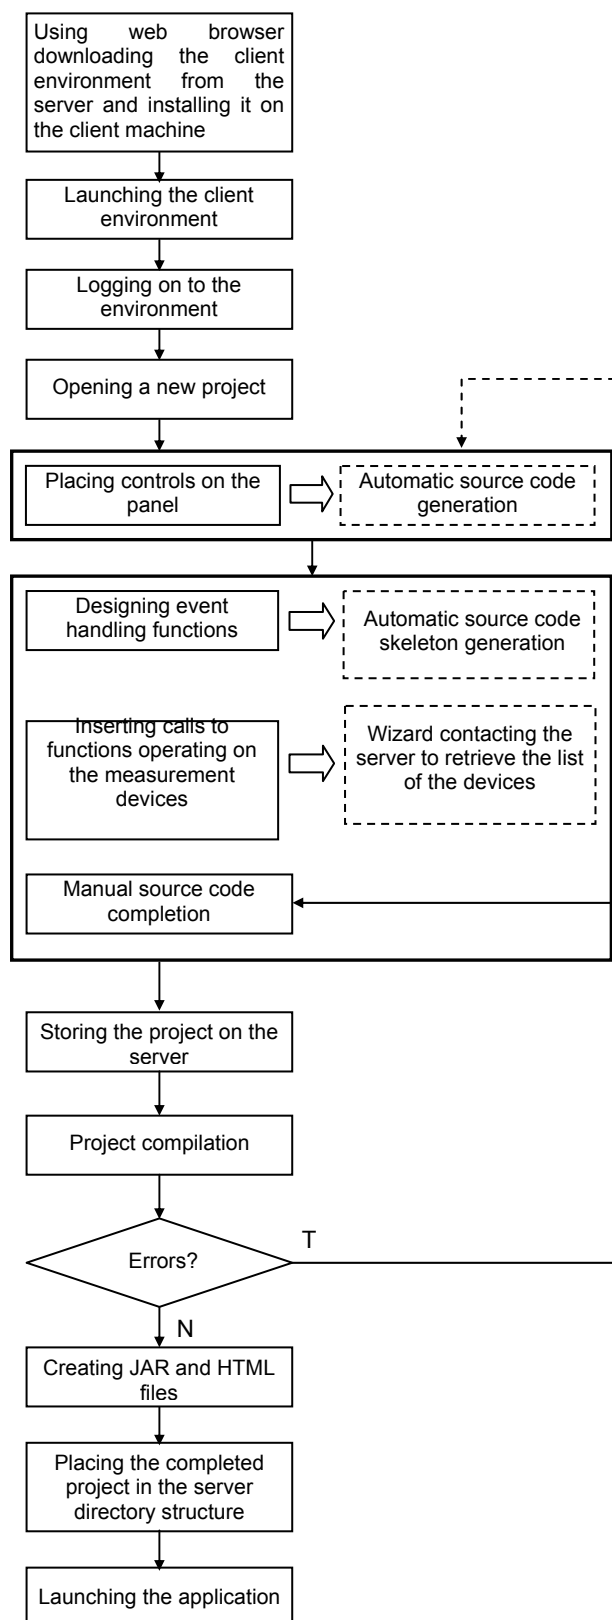 Using web browser
downloading the client
environment from the
server and installing it on
the client machine
Launching the client
environment
Logging on to the
environment
Opening a new project
Placing controls on the
panel
Automatic source code
generation
Designing event
handling functions
Automatic source code
skeleton generation
Inserting calls to
functions operating on
the measurement
devices
Wizard contacting the
server to retrieve the list
of the devices
Manual source code
completion
Storing the project on the
server
Project compilation
Errors?
T
N
Creating JAR and HTML
files
Placing the completed
project in the server
directory structure
Launching the application